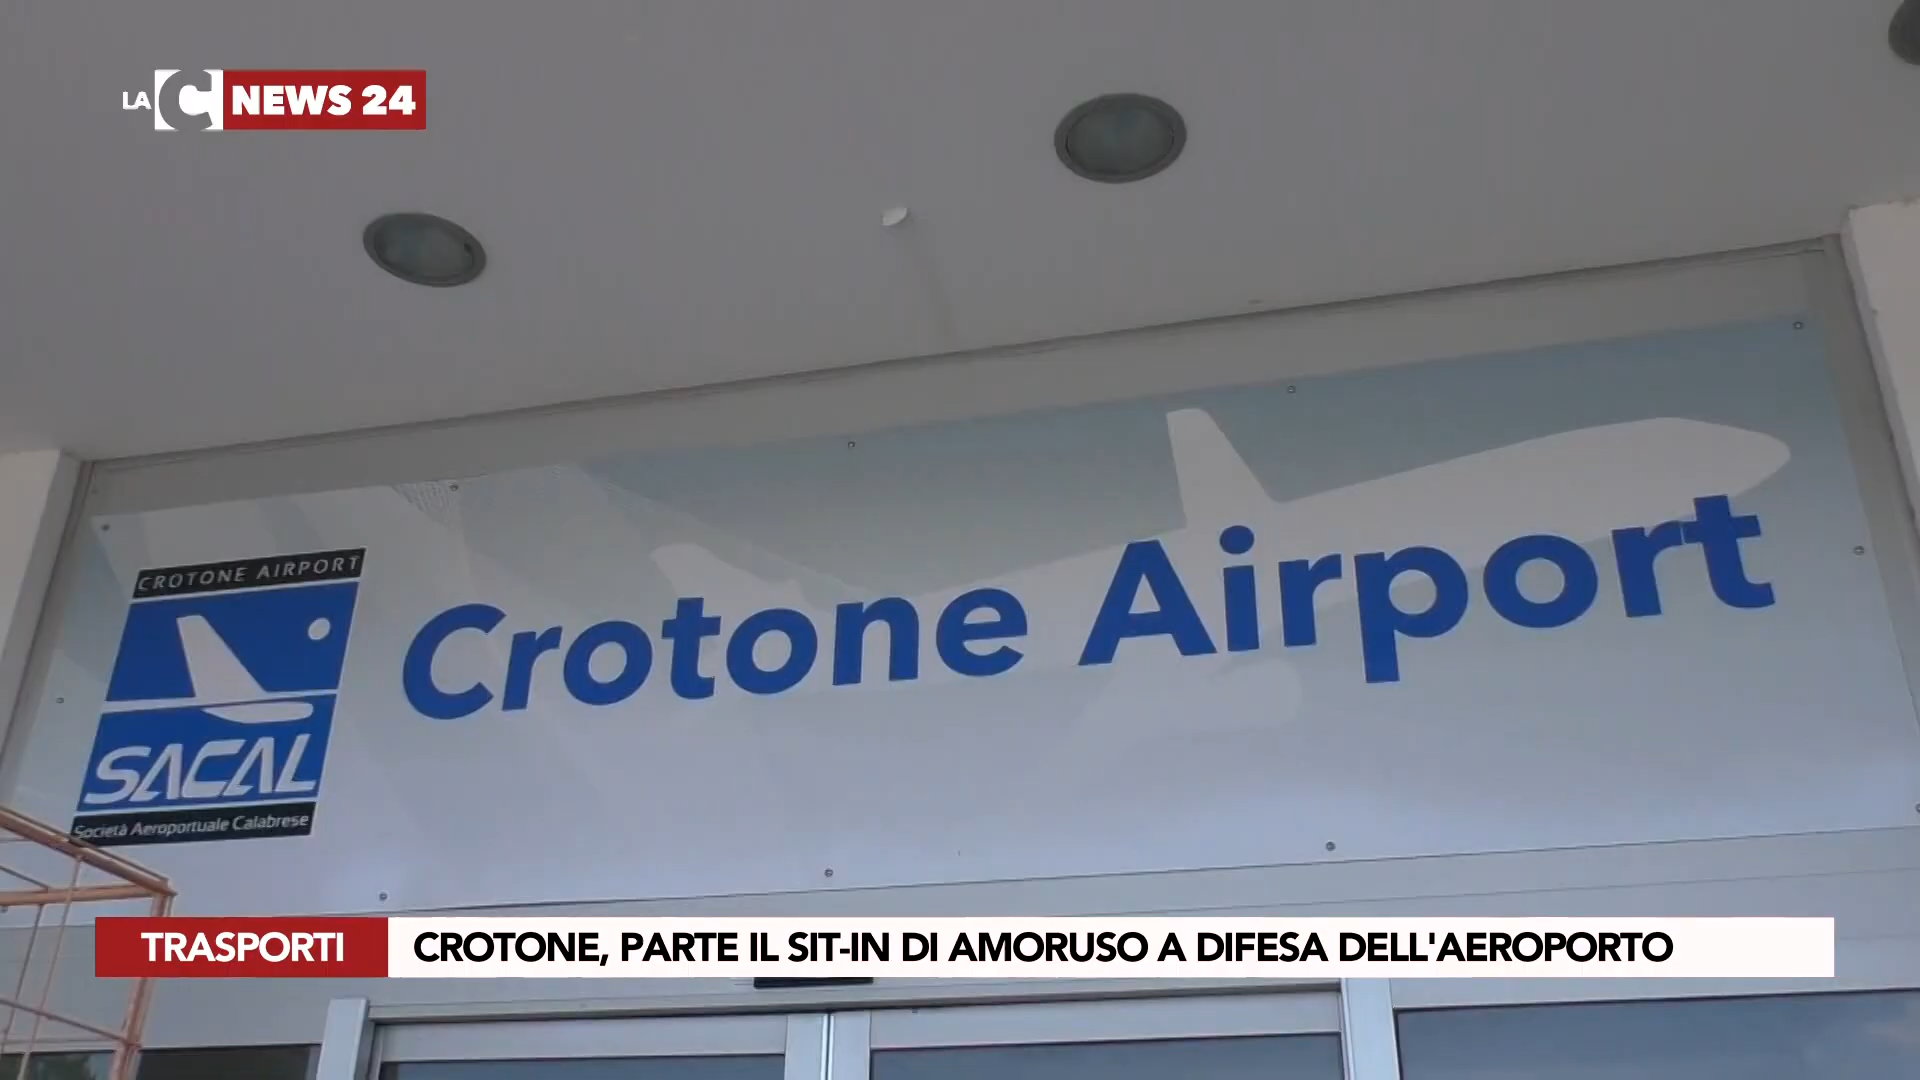 LA C NEWS 24
CROTONE AIRPORT
Crotone Airport
SACAL
Società Aeroportuale Calabrese
TRASPORTI
CROTONE, PARTE IL SIT-IN DI AMORUSO A DIFESA DELL'AEROPORTO